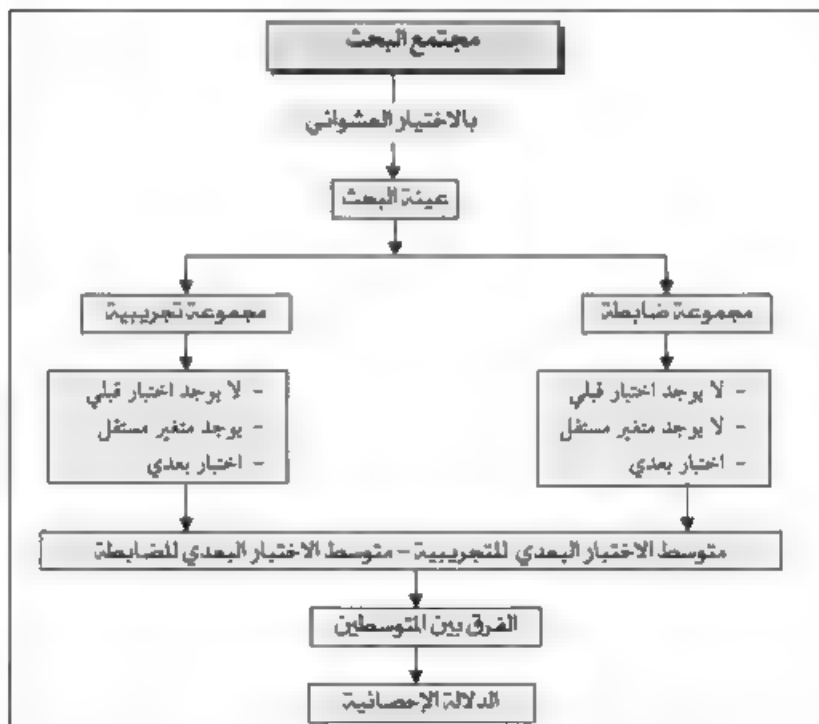 مجتمع البحث
بالاختيار العشوائي
عينة البحث
مجموعة ضابطة
مجموعة تجريبية
- لا يوجد اختبار قبلي
- لا يوجد متغير مستقل
- اختبار بعدي
- لا يوجد اختبار قبلي
- يوجد متغير مستقل
- اختبار بعدي
متوسط الاختبار البعدي للتجريبية – متوسط الاختبار البعدي للضابطة
الفرق بين المتوسطين
الدلالة الإحصائية